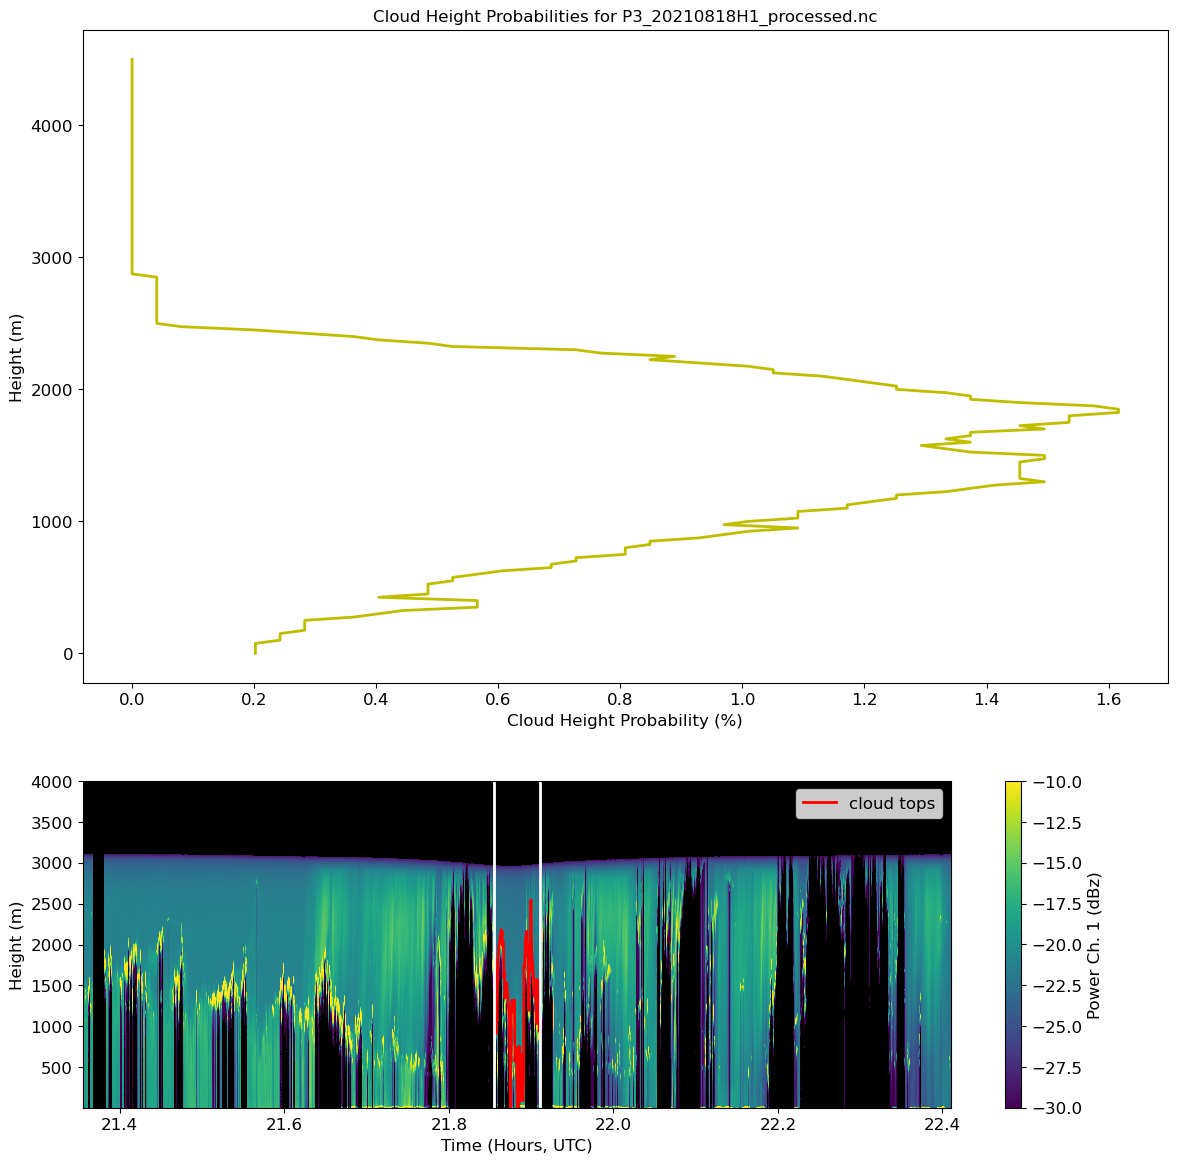 Cloud Height Probabilities for P3_20210818H1_processed.nc
4000
3000
2000
1000
0
Height (m)
0.0 0.2 0.4 0.6 0.8 1.0 1.2 1.4 1.6
Cloud Height Probability (%)
4000
3500
3000
2500
2000
1500
1000
500
Height (m)
cloud tops
21.4 21.6 21.8 22.0 22.2 22.4
Time (Hours, UTC)
−10.0
−12.5
−15.0
−17.5
−20.0
−22.5
−25.0
−27.5
−30.0
Power Ch. 1 (dBz)